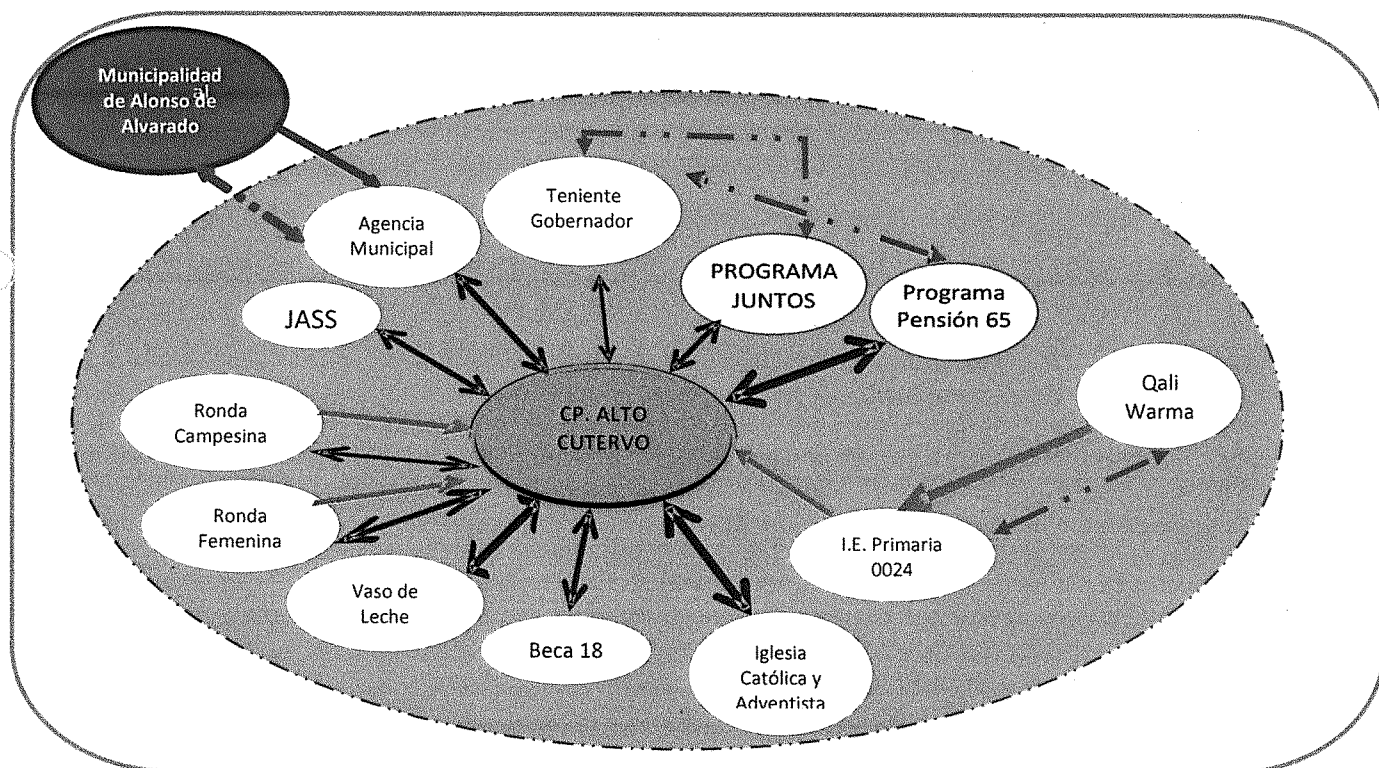 Municipalidad
de Alonso de
al
Alvarado
Teniente
Gobernador
Agencia
Municipal
PROGRAMA
JUNTOS
Programa
Pensión 65
JASS
Qali
Warma
Ronda
Campesina
CP. ALTO
CUTERVO
Ronda
Femenina
I.E. Primaria
0024
Vaso de
Leche
Beca 18
Iglesia
Católica y
Adventista